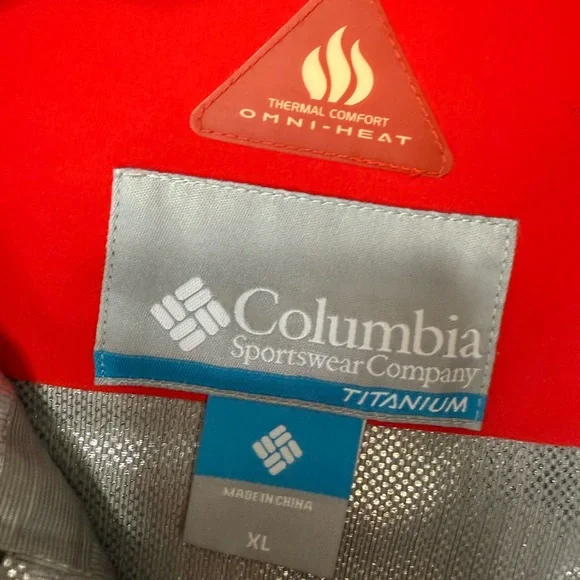 THERMAL COMFORT
OMNI-HEAT
Columbia
Sportswear Company
TITANIUM
MADE IN CHINA
XL